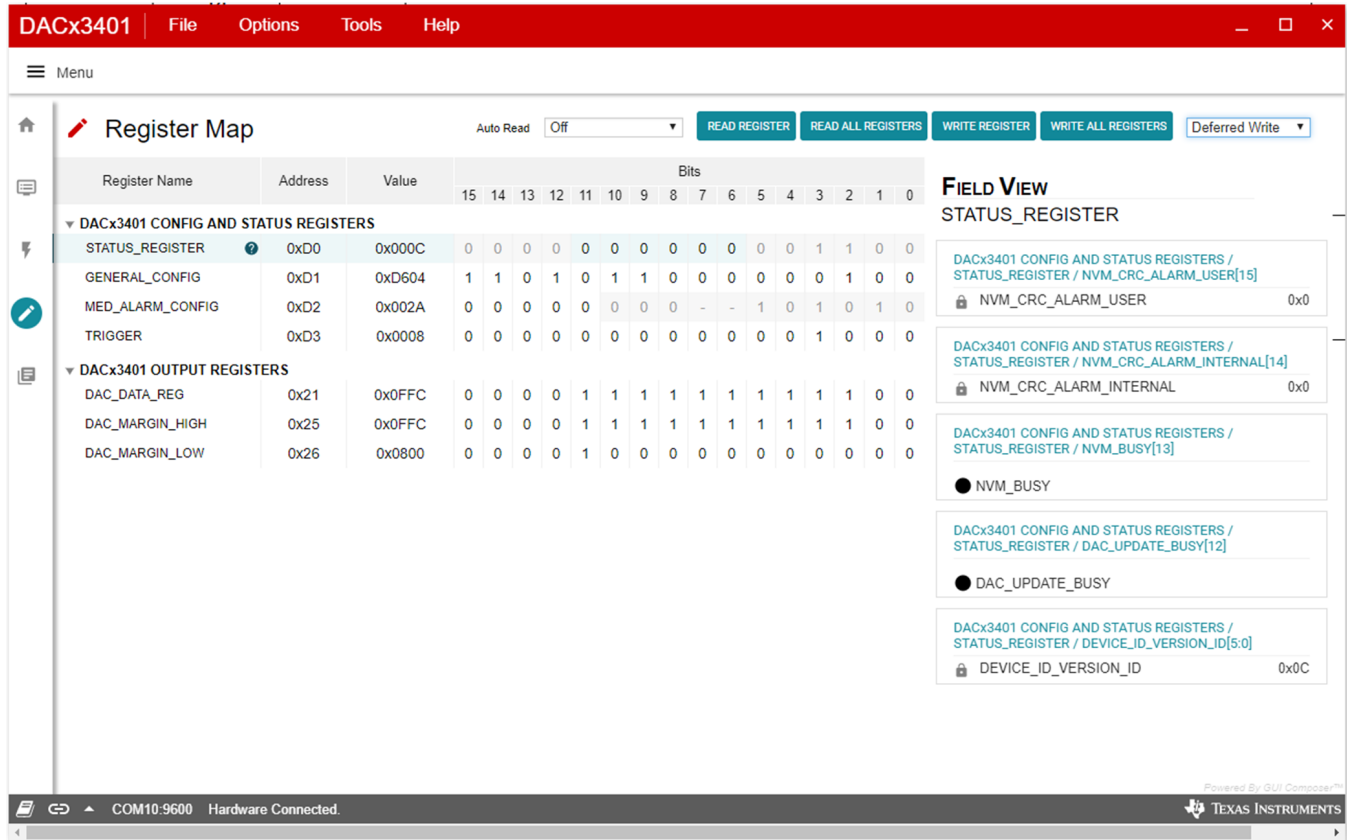 DACx3401 File Options Tools Help
Menu
Register Map Auto Read Off READ REGISTER READ ALL REGISTERS WRITE REGISTER WRITE ALL REGISTERS Deferred Write
Register Name Address Value Bits
15 14 13 12 11 10 9 8 7 6 5 4 3 2 1 0
DACx3401 CONFIG AND STATUS REGISTERS
STATUS_REGISTER ? 0xD0 0x000C 0 0 0 0 0 0 0 0 0 0 0 0 1 1 0 0
GENERAL_CONFIG 0xD1 0xD604 1 1 0 1 0 1 1 0 0 0 0 0 0 1 0 0
MED_ALARM_CONFIG 0xD2 0x002A 0 0 0 0 0 0 0 0 - - 1 0 1 0 1 0
TRIGGER 0xD3 0x0008 0 0 0 0 0 0 0 0 0 0 0 0 1 0 0 0
DACx3401 OUTPUT REGISTERS
DAC_DATA_REG 0x21 0x0FFC 0 0 0 0 1 1 1 1 1 1 1 1 1 1 0 0
DAC_MARGIN_HIGH 0x25 0x0FFC 0 0 0 0 1 1 1 1 1 1 1 1 1 1 0 0
DAC_MARGIN_LOW 0x26 0x0800 0 0 0 0 1 0 0 0 0 0 0 0 0 0 0 0
FIELD VIEW
STATUS_REGISTER
DACx3401 CONFIG AND STATUS REGISTERS /
STATUS_REGISTER / NVM_CRC_ALARM_USER[15]
NVM_CRC_ALARM_USER 0x0
DACx3401 CONFIG AND STATUS REGISTERS /
STATUS_REGISTER / NVM_CRC_ALARM_INTERNAL[14]
NVM_CRC_ALARM_INTERNAL 0x0
DACx3401 CONFIG AND STATUS REGISTERS /
STATUS_REGISTER / NVM_BUSY[13]
NVM_BUSY
DACx3401 CONFIG AND STATUS REGISTERS /
STATUS_REGISTER / DAC_UPDATE_BUSY[12]
DAC_UPDATE_BUSY
DACx3401 CONFIG AND STATUS REGISTERS /
STATUS_REGISTER / DEVICE_ID_VERSION_ID[5:0]
DEVICE_ID_VERSION_ID 0x0C
Powered By GUI Composer™
COM10:9600 Hardware Connected. TEXAS INSTRUMENTS